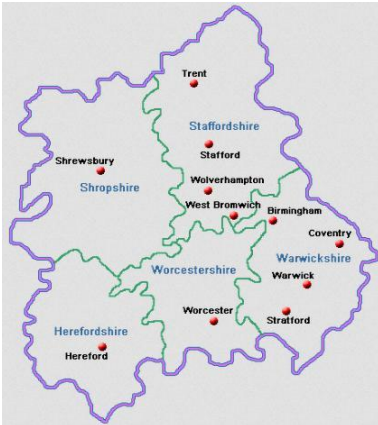 Trent
Staffordshire
Stafford
Shrewsbury
Shropshire
Wolverhampton
West Bromwich
Birmingham
Coventry
Warwickshire
Worcestershire
Warwick
Worcester
Stratford
Herefordshire
Hereford